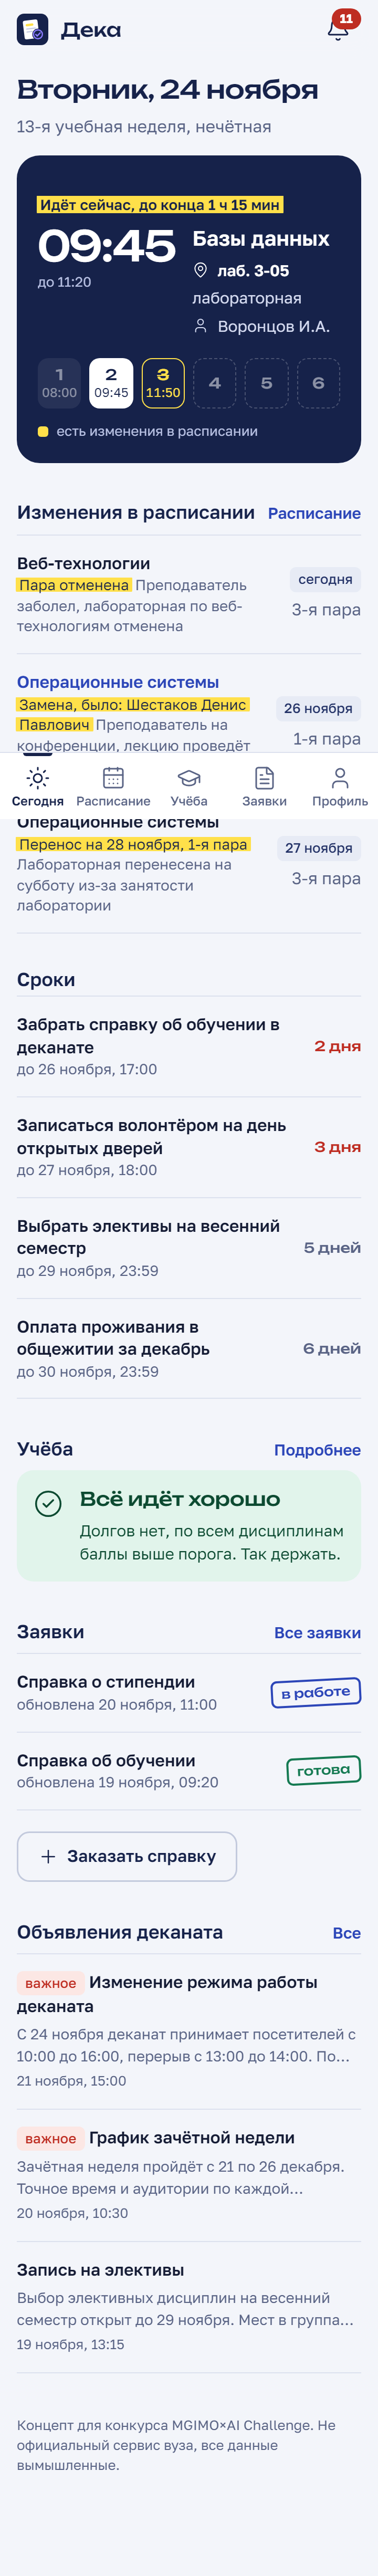 Дека
11
Вторник, 24 ноября
13-я учебная неделя, нечётная
Идёт сейчас, до конца 1 ч 15 мин
09:45
до 11:20
Базы данных
лаб. 3-05
лабораторная
Воронцов И.А.
1
08:00
2
09:45
3
11:50
4
5
6
есть изменения в расписании
Изменения в расписании
Расписание
Веб-технологии
Пара отменена Преподаватель
заболел, лабораторная по веб-
технологиям отменена
сегодня
3-я пара
Операционные системы
Замена, было: Шестаков Денис
Павлович Преподаватель на
конференции, лекцию проведёт
26 ноября
1-я пара
Сегодня
Расписание
Учёба
Заявки
Профиль
Операционные системы
Перенос на 28 ноября, 1-я пара
Лабораторная перенесена на
субботу из-за занятости
лаборатории
27 ноября
3-я пара
Сроки
Забрать справку об обучении в
деканате
до 26 ноября, 17:00
2 дня
Записаться волонтёром на день
открытых дверей
до 27 ноября, 18:00
3 дня
Выбрать элективы на весенний
семестр
до 29 ноября, 23:59
5 дней
Оплата проживания в
общежитии за декабрь
до 30 ноября, 23:59
6 дней
Учёба
Подробнее
Всё идёт хорошо
Долгов нет, по всем дисциплинам
баллы выше порога. Так держать.
Заявки
Все заявки
Справка о стипендии
обновлена 20 ноября, 11:00
в работе
Справка об обучении
обновлена 19 ноября, 09:20
готова
Заказать справку
Объявления деканата
Все
важное Изменение режима работы
деканата
С 24 ноября деканат принимает посетителей с
10:00 до 16:00, перерыв с 13:00 до 14:00. По...
21 ноября, 15:00
важное График зачётной недели
Зачётная неделя пройдёт с 21 по 26 декабря.
Точное время и аудитории по каждой...
20 ноября, 10:30
Запись на элективы
Выбор элективных дисциплин на весенний
семестр открыт до 29 ноября. Мест в группа...
19 ноября, 13:15
Концепт для конкурса MGIMO×AI Challenge. Не
официальный сервис вуза, все данные
вымышленные.